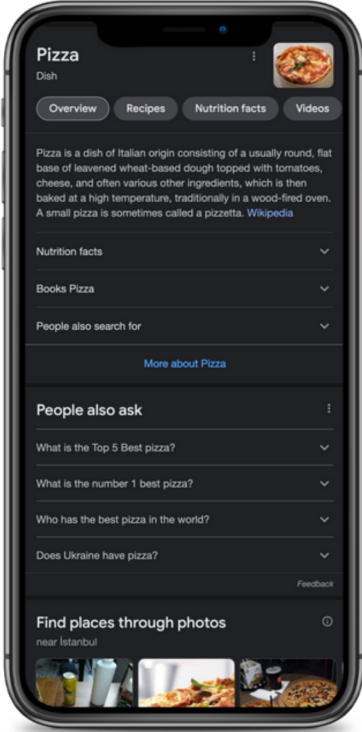 Pizza
Dish
Overview
Recipes
Nutrition facts
Videos
Pizza is a dish of Italian origin consisting of a usually round, flat
base of leavened wheat-based dough topped with tomatoes,
cheese, and often various other ingredients, which is then
baked at a high temperature, traditionally in a wood-fired oven.
A small pizza is sometimes called a pizzetta. Wikipedia
Nutrition facts
Books Pizza
People also search for
More about Pizza
People also ask
What is the Top 5 Best pizza?
What is the number 1 best pizza?
Who has the best pizza in the world?
Does Ukraine have pizza?
Feedback
Find places through photos
near İstanbul